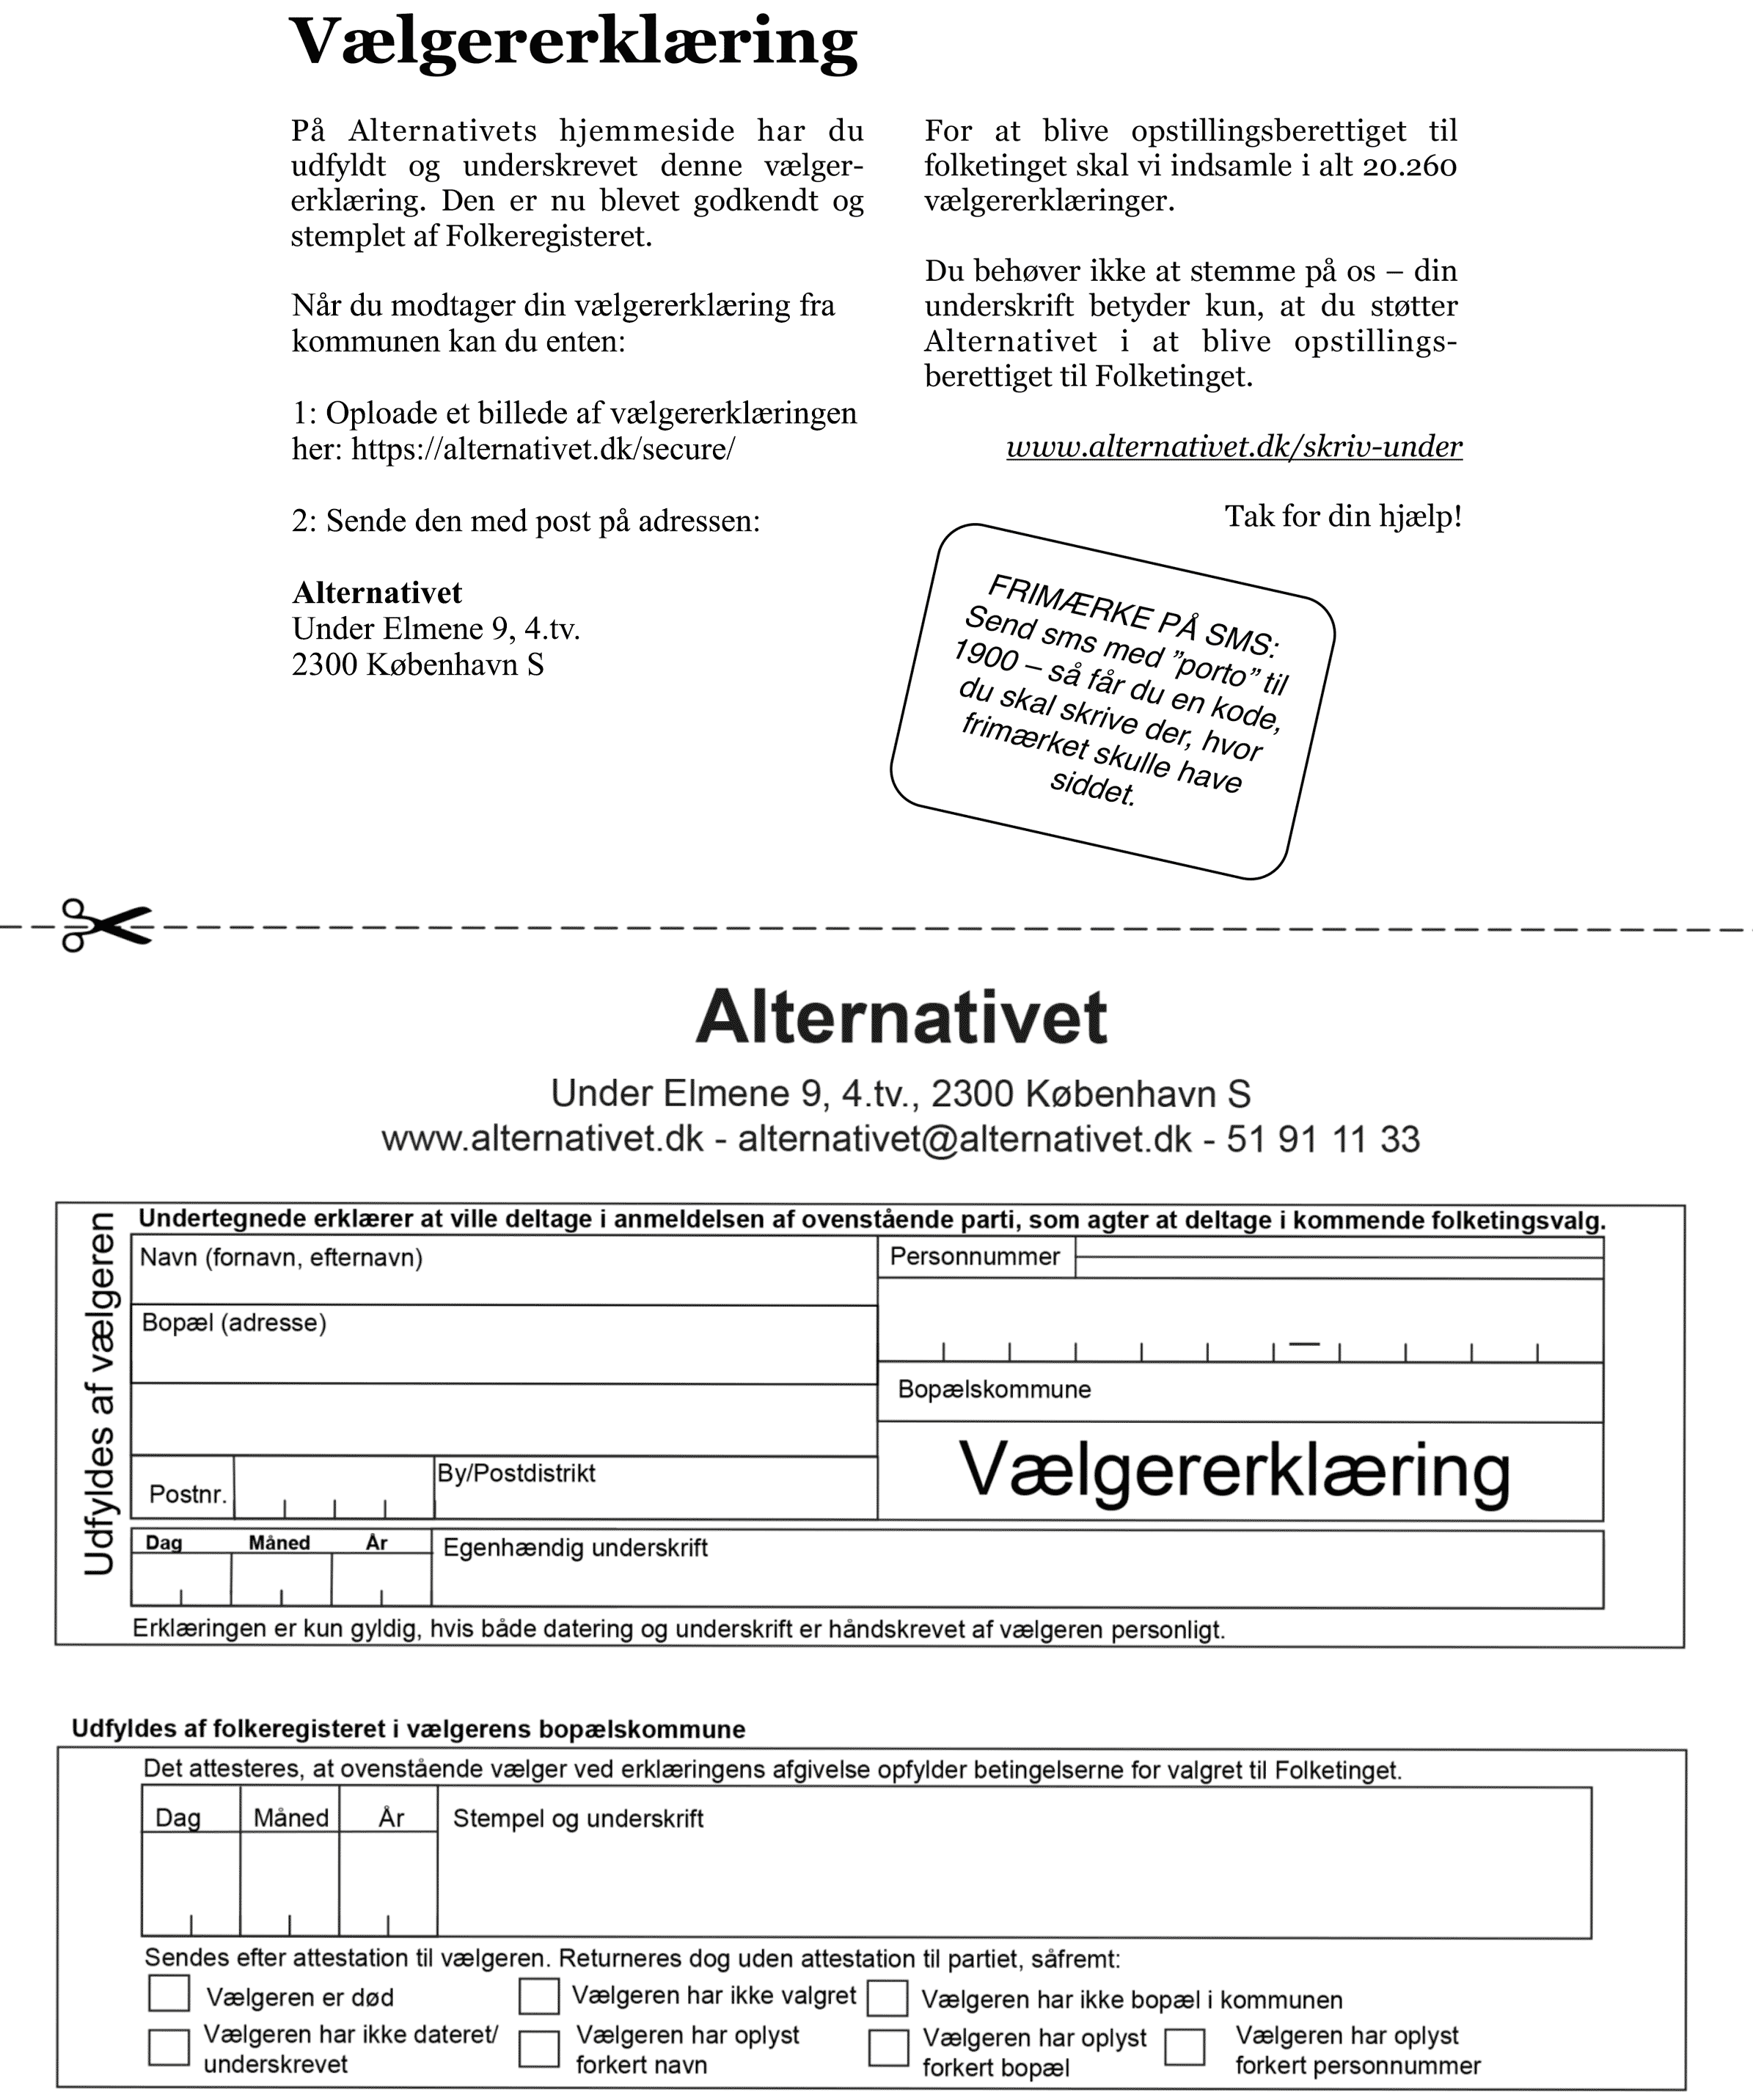 Vælgererklæring
På Alternativets hjemmeside har du
udfyldt og underskrevet denne vælger-
erklæring. Den er nu blevet godkendt og
stemplet af Folkeregisteret.
Når du modtager din vælgererklæring fra
kommunen kan du enten:
1: Oploade et billede af vælgererklæringen
her: https://alternativet.dk/secure/
2: Sende den med post på adressen:
Alternativet
Under Elmene 9, 4.tv.
2300 København S
For at blive opstillingsberettiget til
folketinget skal vi indsamle i alt 20.260
vælgererklæringer.
Du behøver ikke at stemme på os – din
underskrift betyder kun, at du støtter
Alternativet i at blive opstillings-
berettiget til Folketinget.
www.alternativet.dk/skriv-under
Tak for din hjælp!
FRIMÆRKE PÅ SMS:
Send sms med ”porto” til
1900 – så får du en kode,
du skal skrive der, hvor
frimærket skulle have
siddet.
Alternativet
Under Elmene 9, 4.tv., 2300 København S
www.alternativet.dk - alternativet@alternativet.dk - 51 91 11 33
Udfyldes af vælgeren
Undertegnede erklærer at ville deltage i anmeldelsen af ovenstående parti, som agter at deltage i kommende folketingsvalg.
Navn (fornavn, efternavn)
Personnummer
Bopæl (adresse)
Bopælskommune
Vælgererklæring
Postnr.
By/Postdistrikt
Dag Måned År
Egenhændig underskrift
Erklæringen er kun gyldig, hvis både datering og underskrift er håndskrevet af vælgeren personligt.
Udfyldes af folkeregisteret i vælgerens bopælskommune
Det attesteres, at ovenstående vælger ved erklæringens afgivelse opfylder betingelserne for valgret til Folketinget.
Dag Måned År
Stempel og underskrift
Sendes efter attestation til vælgeren. Returneres dog uden attestation til partiet, såfremt:
Vælgeren er død
Vælgeren har ikke valgret
Vælgeren har ikke bopæl i kommunen
Vælgeren har ikke dateret/
underskrevet
Vælgeren har oplyst
forkert navn
Vælgeren har oplyst
forkert bopæl
Vælgeren har oplyst
forkert personnummer